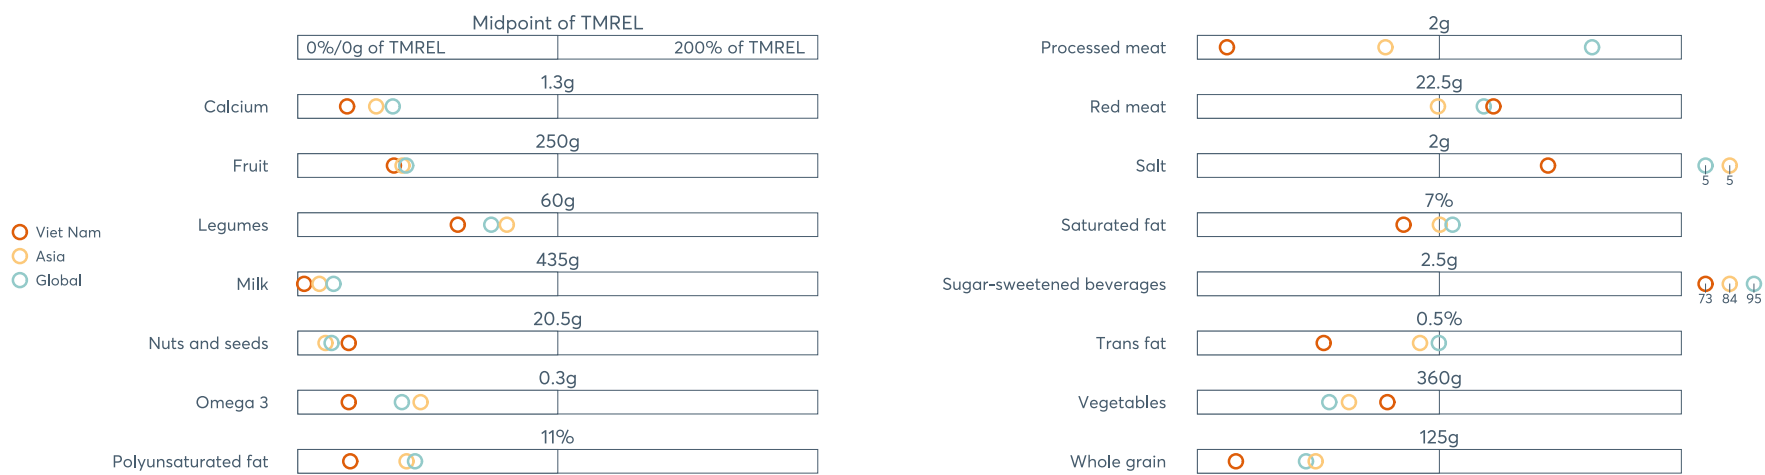 Midpoint of TMREL
0%/0g of TMREL 200% of TMREL
1.3g
Calcium
250g
Fruit
60g
Legumes
435g
Milk
20.5g
Nuts and seeds
0.3g
Omega 3
11%
Polyunsaturated fat
Viet Nam
Asia
Global
2g
Processed meat
22.5g
Red meat
2g
Salt
5 5
7%
Saturated fat
2.5g
Sugar-sweetened beverages
73 84 95
0.5%
Trans fat
360g
Vegetables
125g
Whole grain